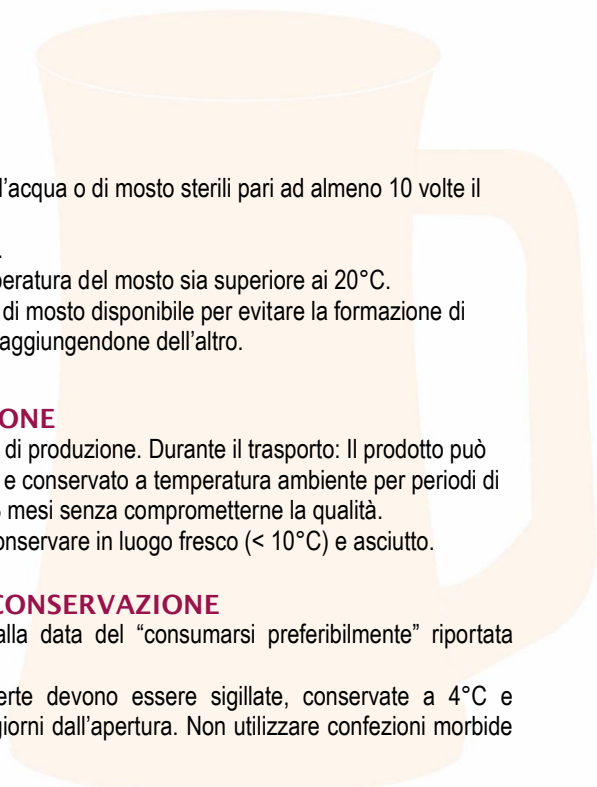 l'acqua o di mosto sterili pari ad almeno 10 volte il
.
peratura del mosto sia superiore ai 20°C.
di mosto disponibile per evitare la formazione di
aggiungendone dell'altro.
IONE
di produzione. Durante il trasporto: Il prodotto può
e conservato a temperatura ambiente per periodi di
mesi senza comprometterne la qualità.
onservare in luogo fresco (< 10°C) e asciutto.
CONSERVAZIONE
alla data del “consumarsi preferibilmente” riportata
erte devono essere sigillate, conservate a 4°C e
giorni dall'apertura. Non utilizzare confezioni morbide